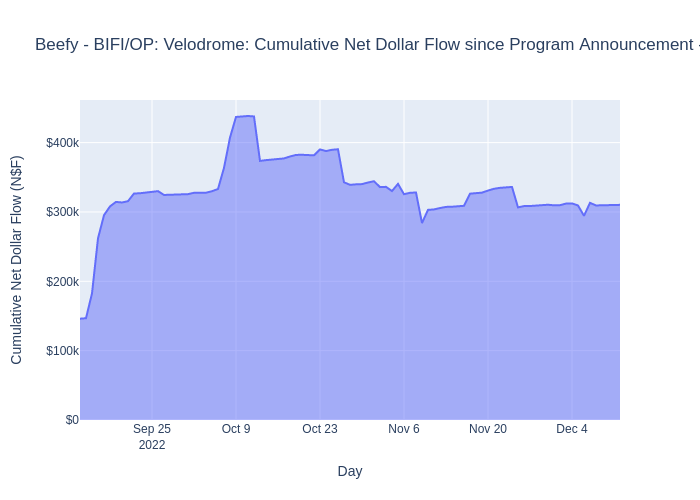 Beefy - BIFI/OP: Velodrome: Cumulative Net Dollar Flow since Program Announcement -
Cumulative Net Dollar Flow (N$F)
$400k
$300k
$200k
$100k
$0
Sep 25
2022
Oct 9
Oct 23
Nov 6
Nov 20
Dec 4
Day